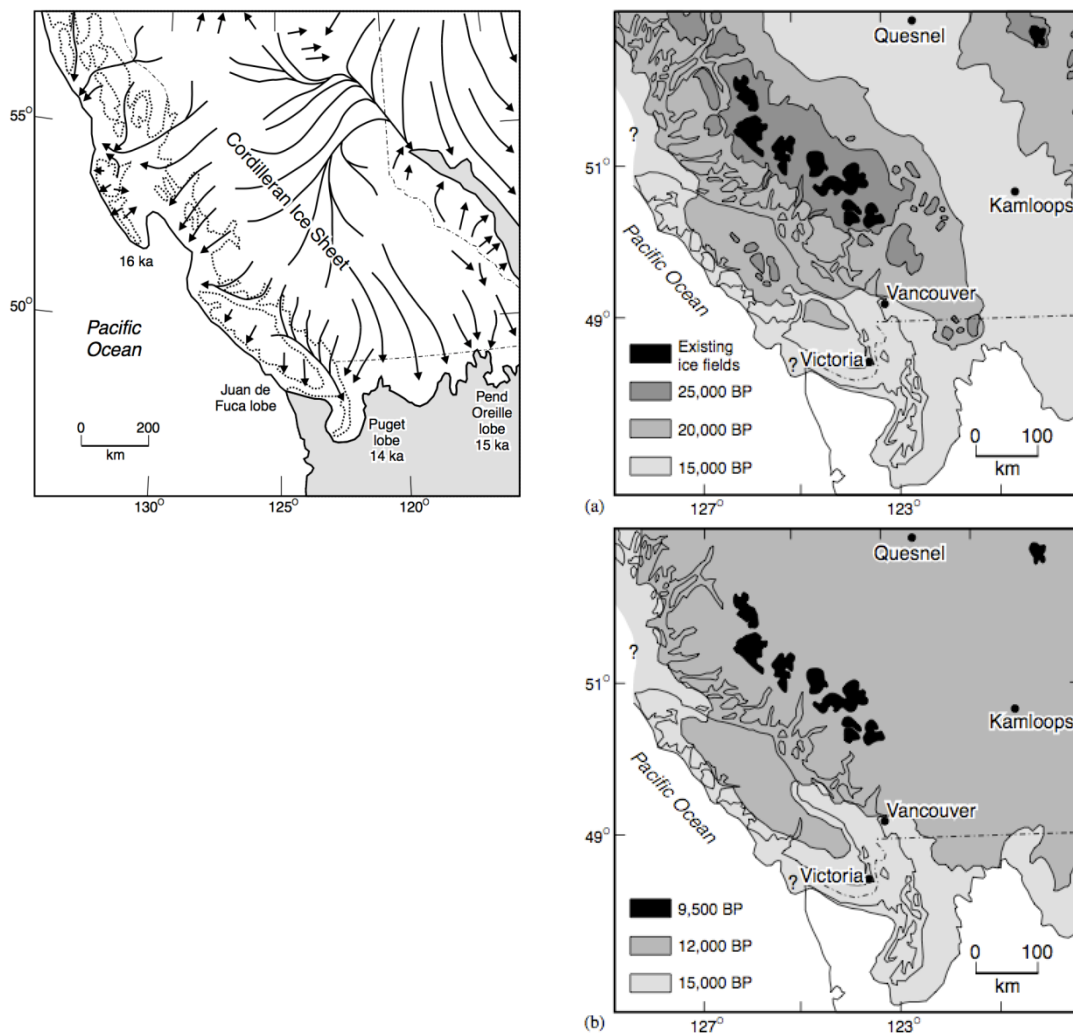 55°
50°
Cordilleran Ice Sheet
16 ka
Pacific
Ocean
Juan de
Fuca lobe
Puget
lobe
14 ka
Pend
Oreille
lobe
15 ka
0 200
km
130°
125°
120°
Quesnel
?
51°
Kamloops
Pacific Ocean
Vancouver
49°
Victoria
?
Existing
ice fields
25,000 BP
20,000 BP
15,000 BP
0 100
km
(a)
127°
123°
Quesnel
?
51°
Kamloops
Pacific Ocean
Vancouver
49°
Victoria
?
9,500 BP
12,000 BP
15,000 BP
0 100
km
(b)
127°
123°